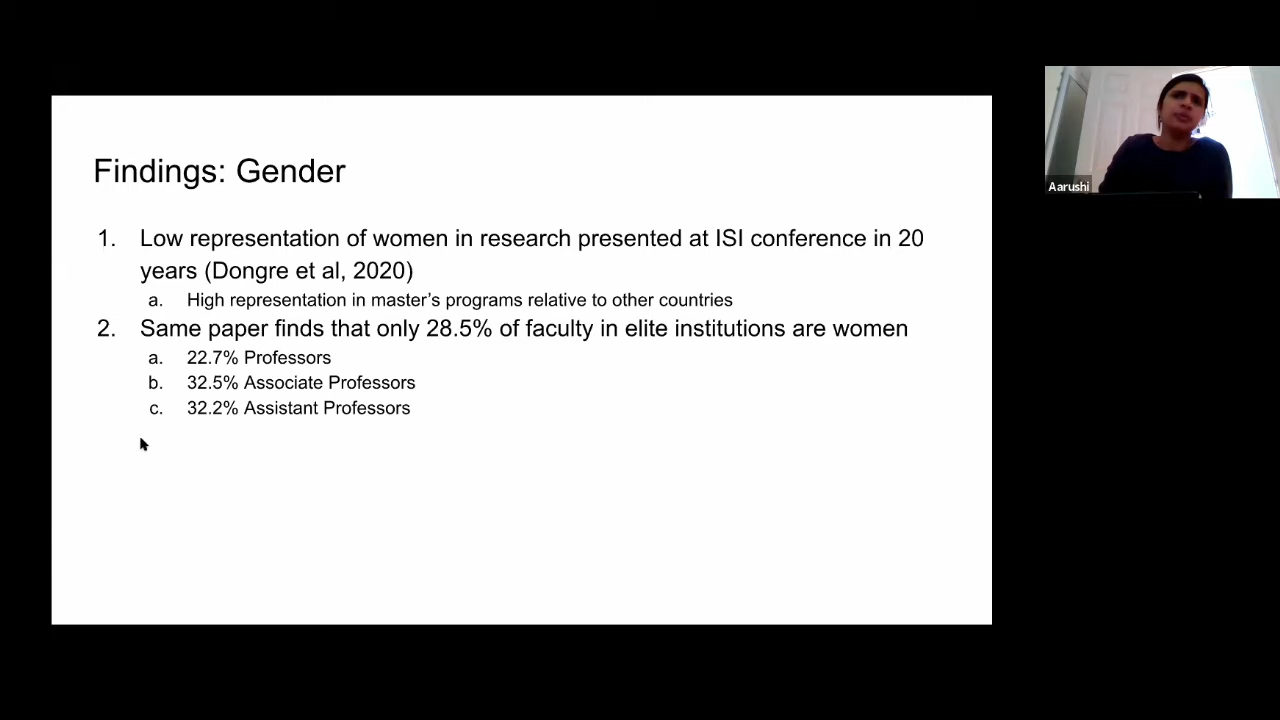 Findings: Gender
1. Low representation of women in research presented at ISI conference in 20
years (Dongre et al, 2020)
a. High representation in master's programs relative to other countries
2. Same paper finds that only 28.5% of faculty in elite institutions are women
a. 22.7% Professors
b. 32.5% Associate Professors
c. 32.2% Assistant Professors
Aarushi